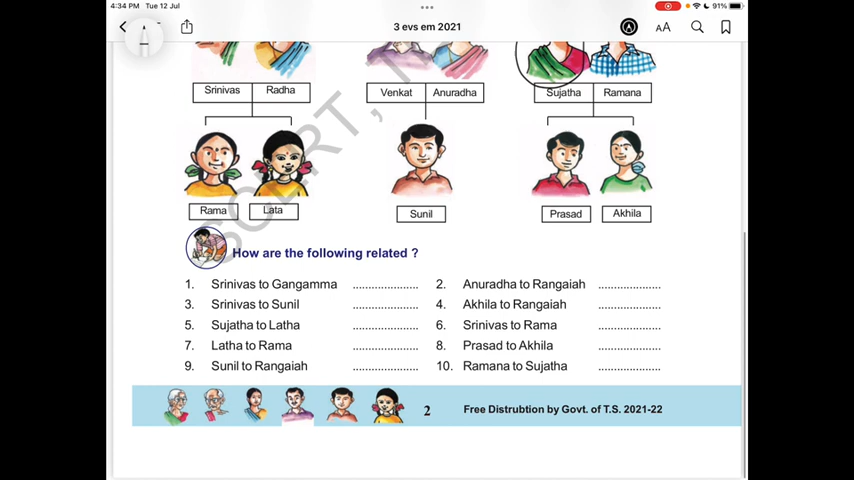 4:34 PM Tue 12 Jul
91%
3 evs em 2021
AA
Srinivas Radha
Venkat Anuradha
Sujatha Ramana
Rama Lata
Sunil
Prasad Akhila
SCERT,
How are the following related ?
1. Srinivas to Gangamma ..................... 2. Anuradha to Rangaiah ....................
3. Srinivas to Sunil ..................... 4. Akhila to Rangaiah ....................
5. Sujatha to Latha ..................... 6. Srinivas to Rama ....................
7. Latha to Rama ..................... 8. Prasad to Akhila ....................
9. Sunil to Rangaiah ..................... 10. Ramana to Sujatha ....................
2 Free Distrubtion by Govt. of T.S. 2021-22